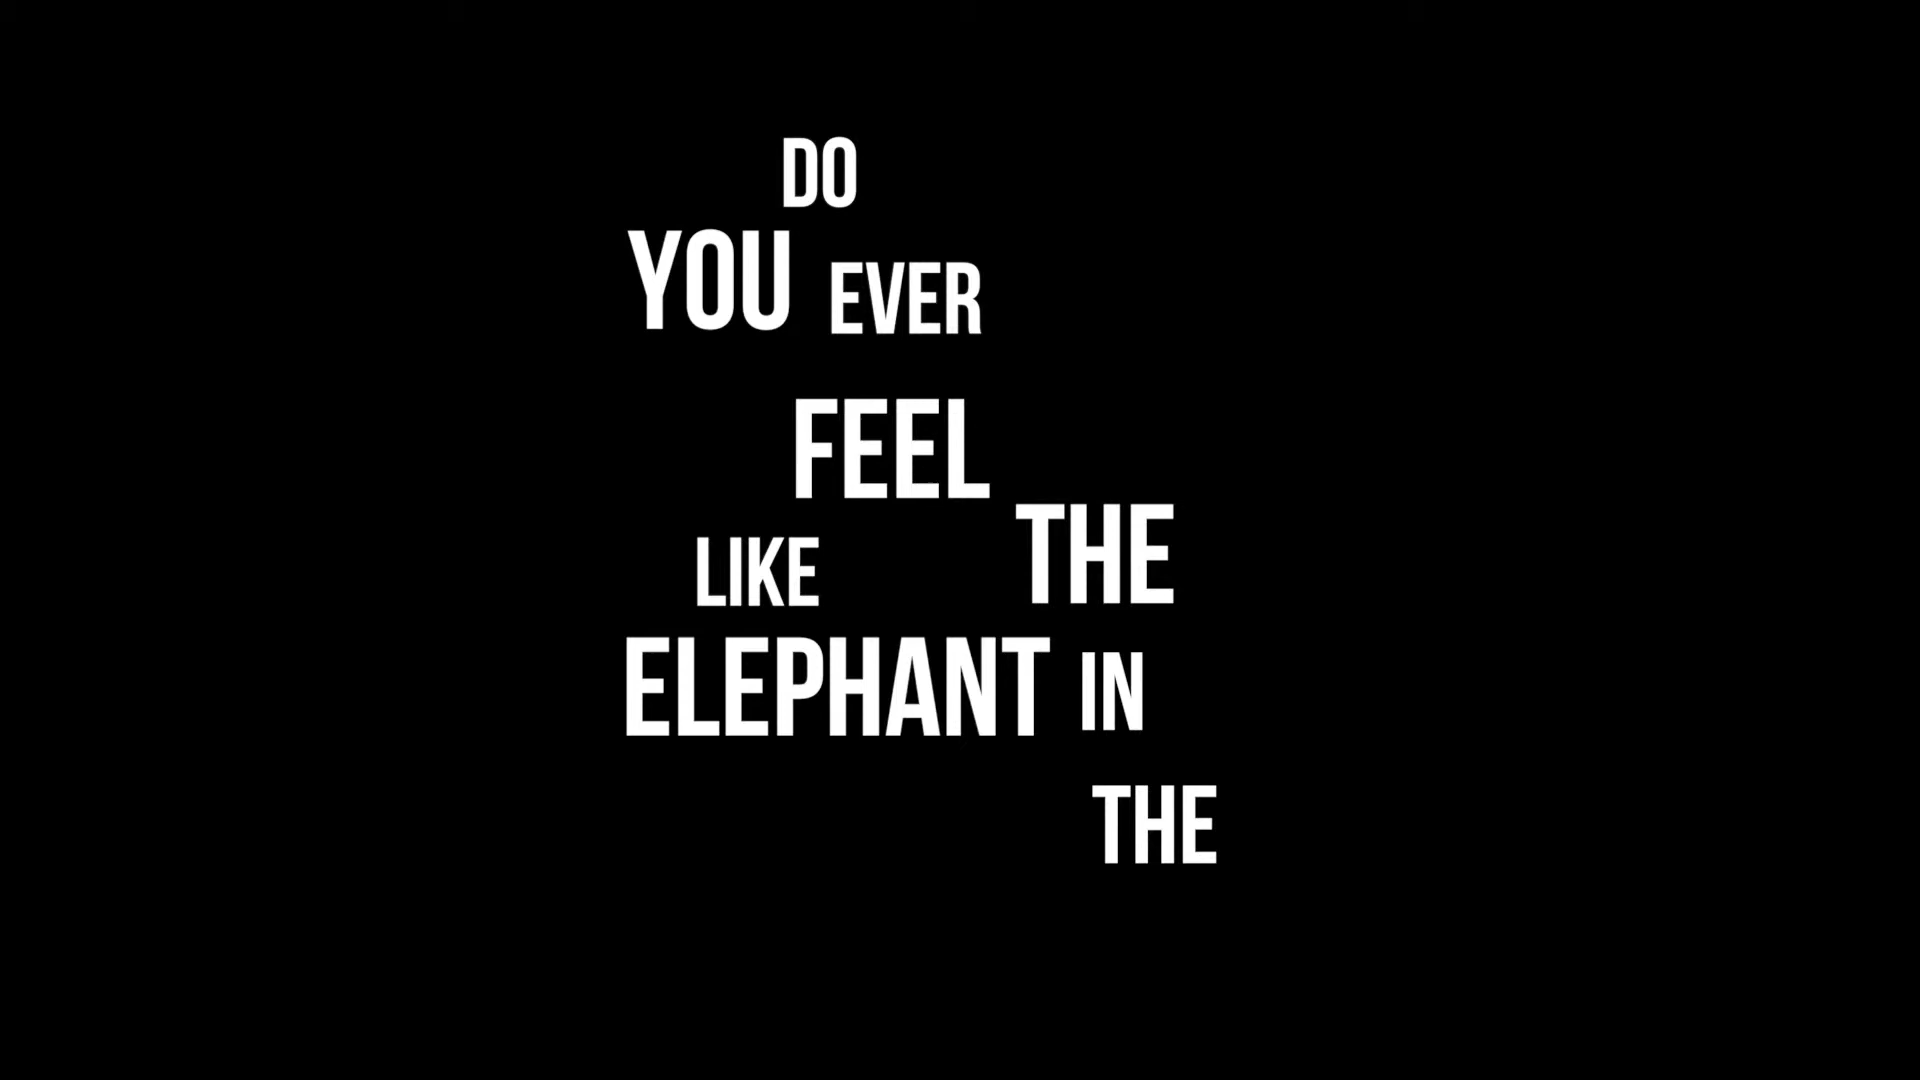 DO
YOU EVER
FEEL
LIKE THE
ELEPHANT IN
THE